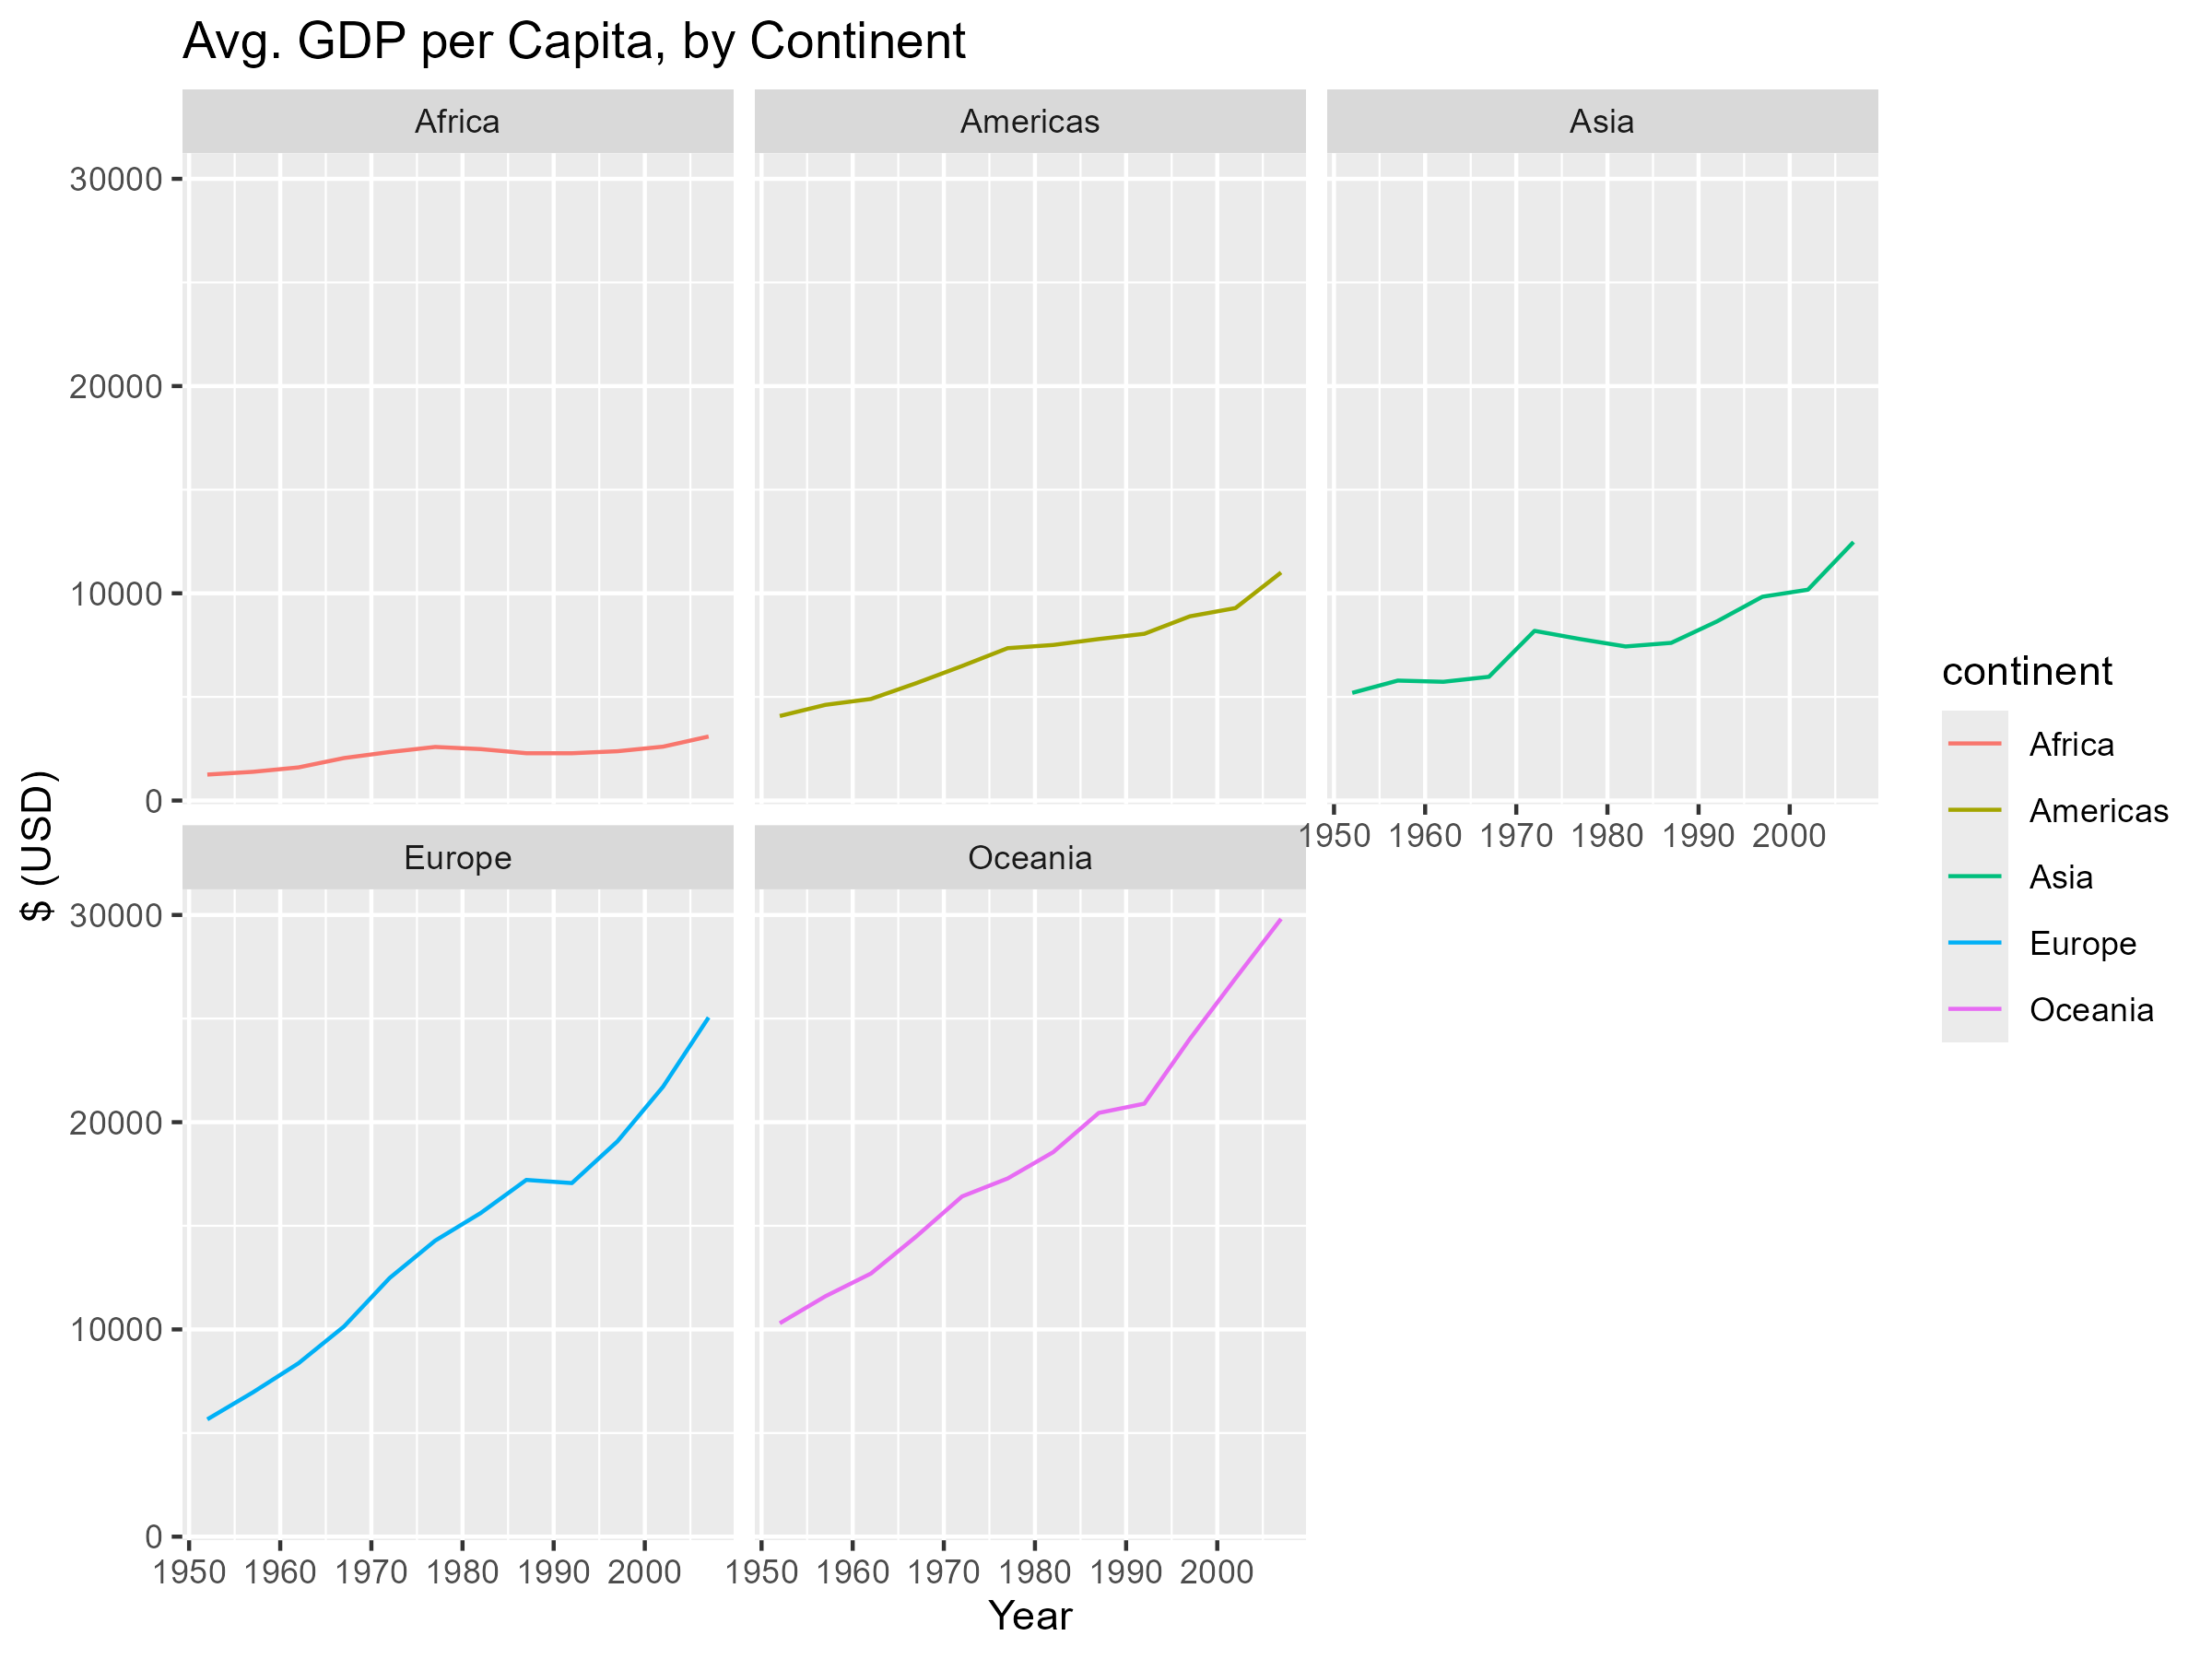 Avg. GDP per Capita, by Continent
Africa
Americas
Asia
30000
20000
10000
0
1950 1960 1970 1980 1990 2000
Europe
Oceania
30000
20000
10000
0
1950 1960 1970 1980 1990 2000
1950 1960 1970 1980 1990 2000
Year
$ (USD)
continent
Africa
Americas
Asia
Europe
Oceania